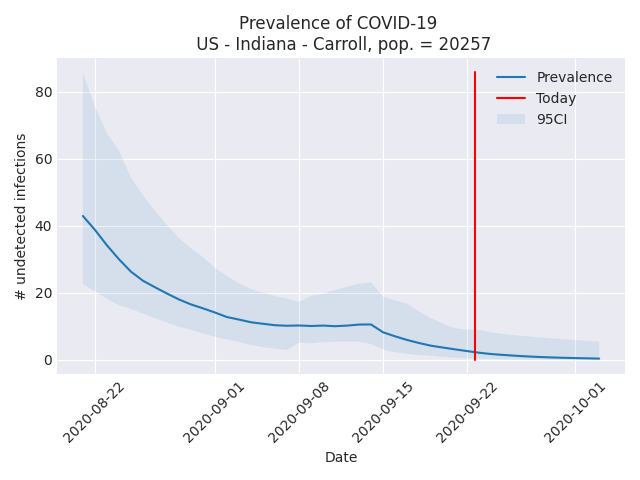 Prevalence of COVID-19
US - Indiana - Carroll, pop. = 20257
Prevalence
Today
95CI
# undetected infections
80
60
40
20
0
2020-08-22
2020-09-01
2020-09-08
2020-09-15
2020-09-22
2020-10-01
Date